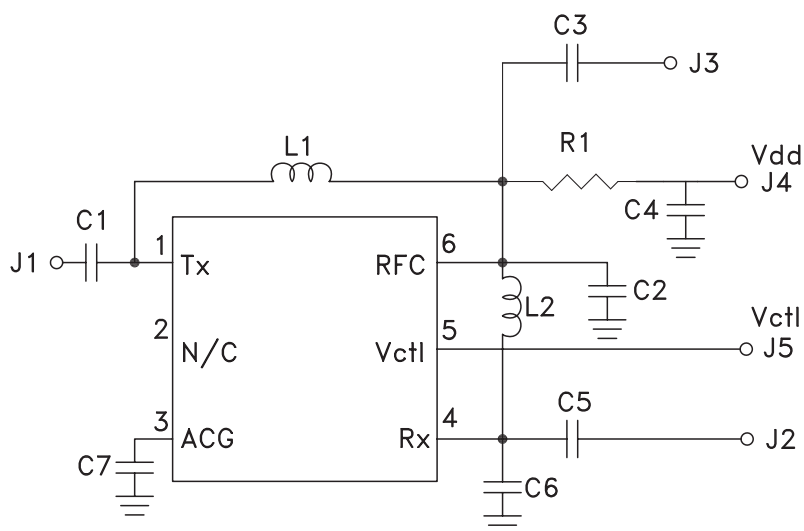 C3
J3
L1
R1
Vdd
J4
C1
C4
J1
1
Tx
RFC
6
C2
L2
2
N/C
Vctl
5
Vctl
J5
3
ACG
Rx
4
C5
J2
C7
C6